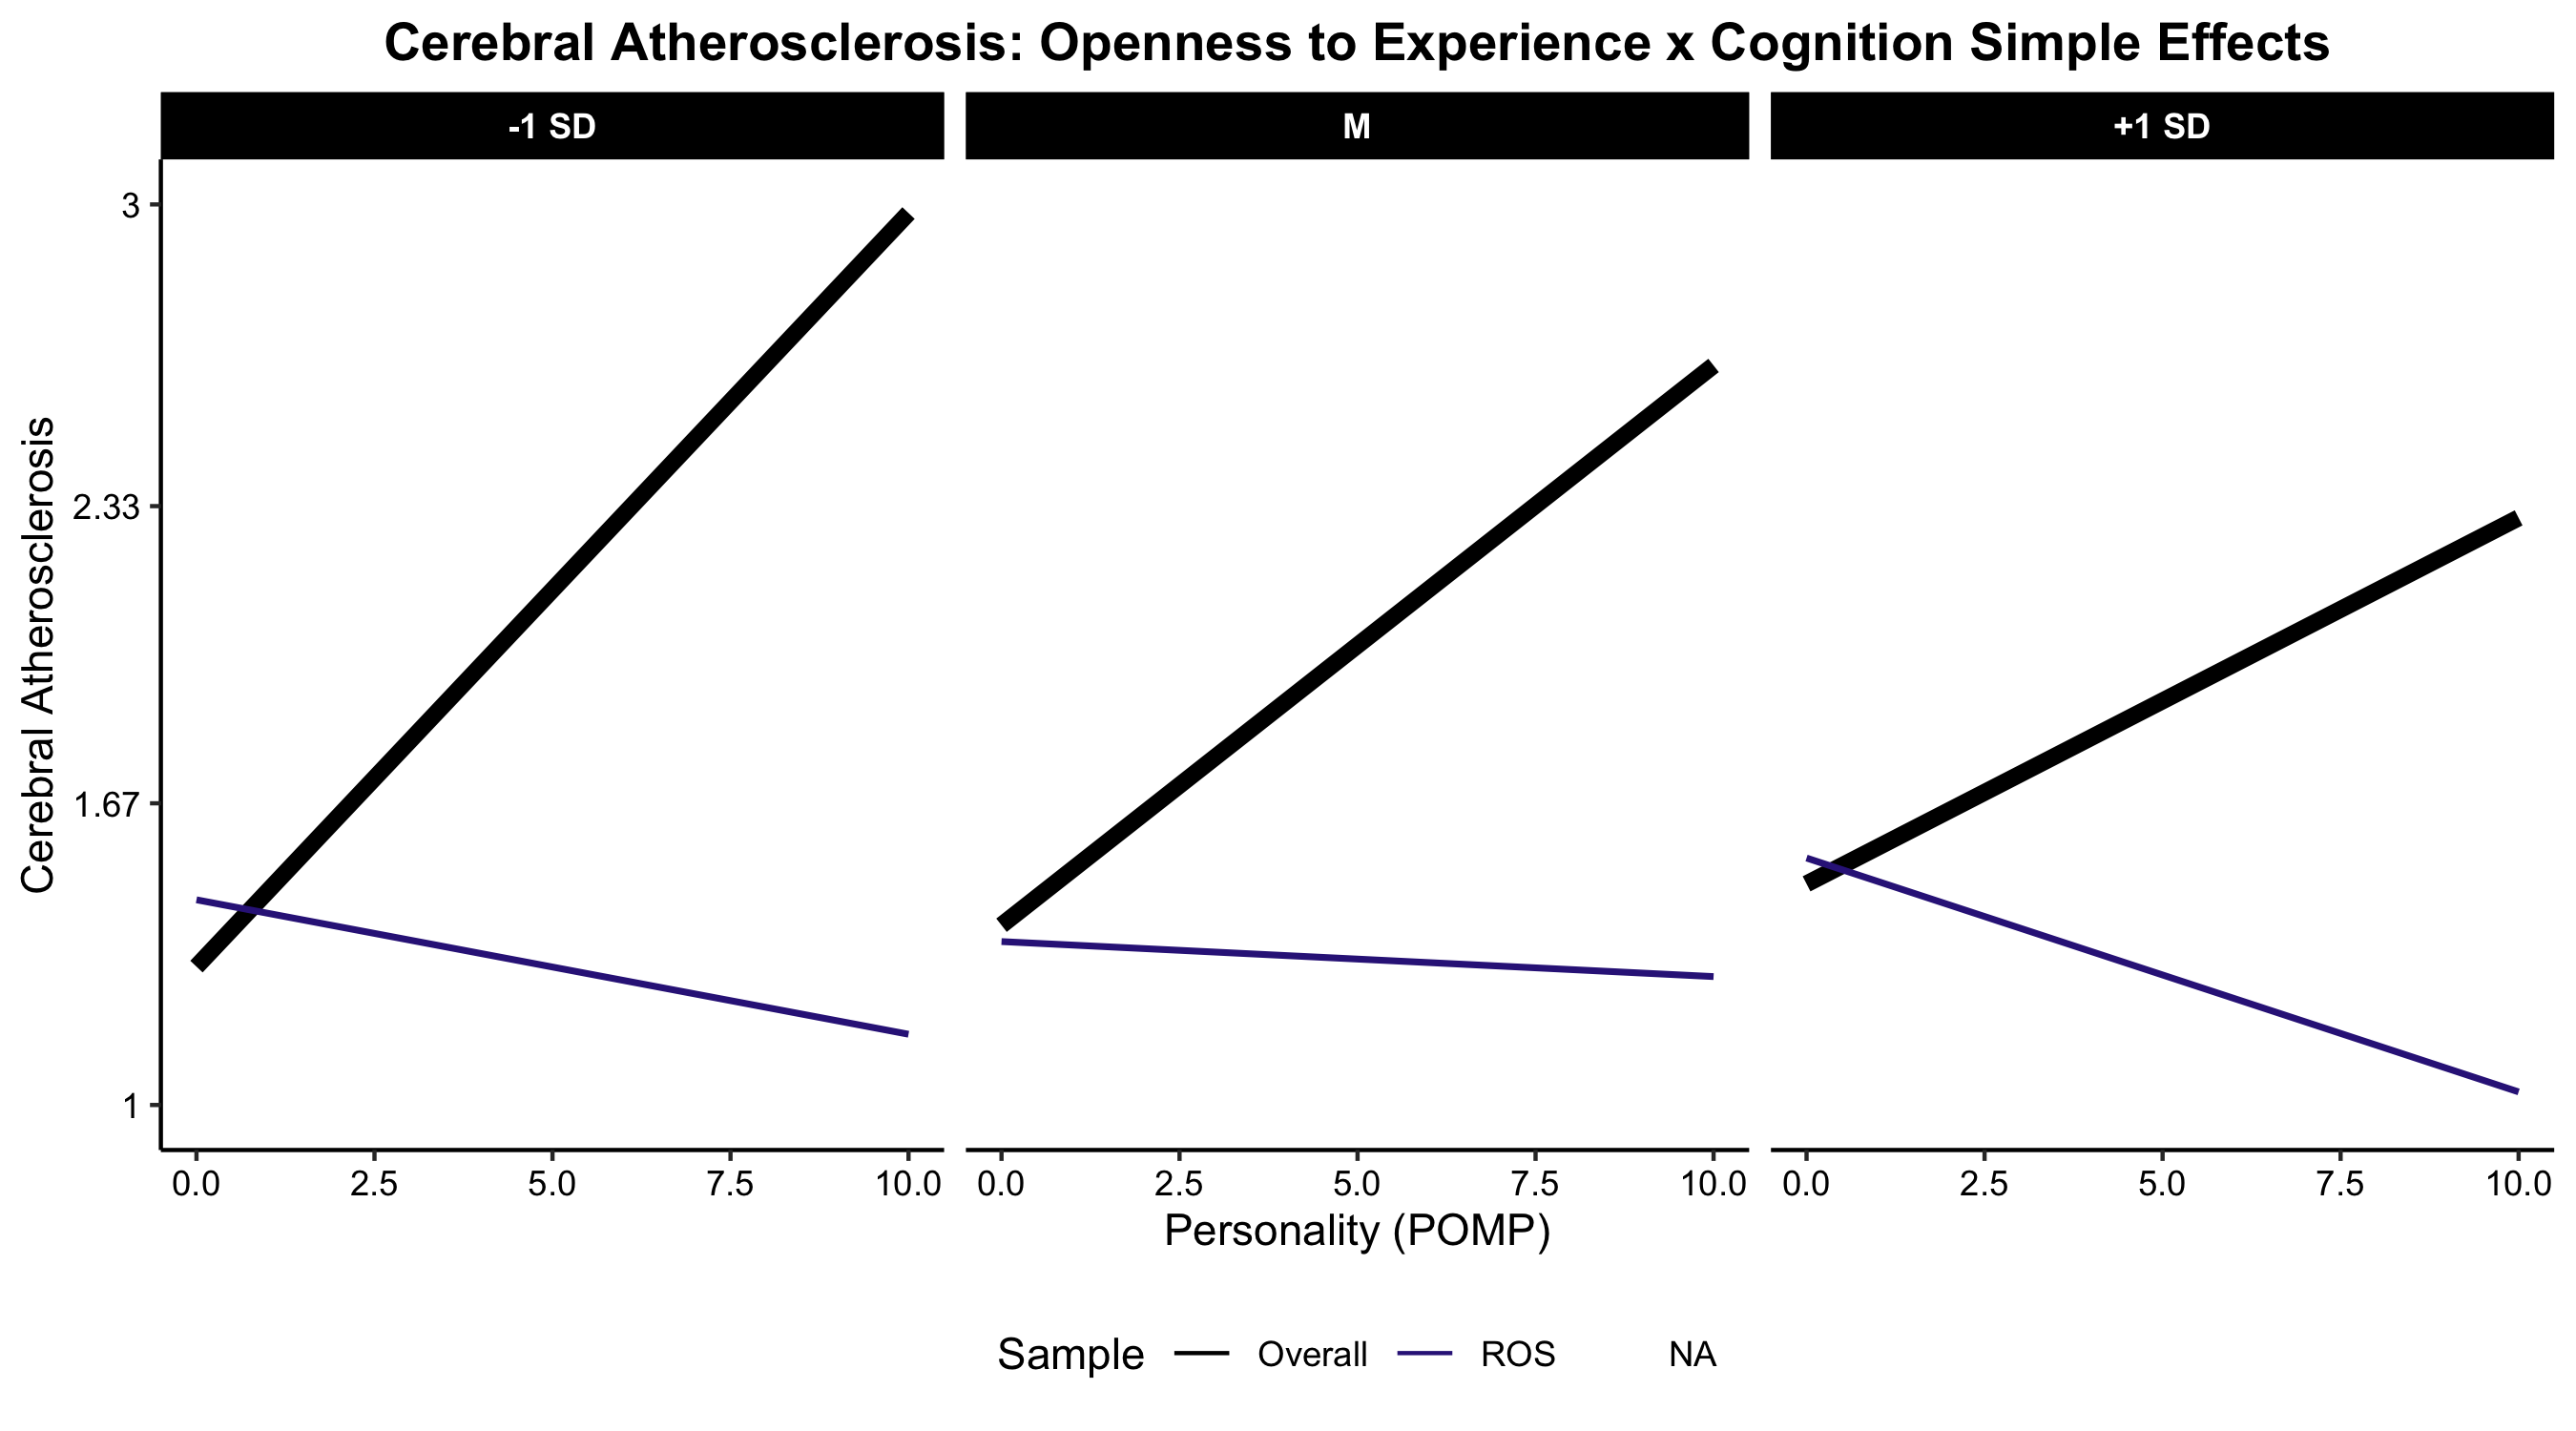 Cerebral Atherosclerosis: Openness to Experience x Cognition Simple Effects
-1 SD
M
+1 SD
Cerebral Atherosclerosis
3
2.33
1.67
1
0.0 2.5 5.0 7.5 10.0
0.0 2.5 5.0 7.5 10.0
0.0 2.5 5.0 7.5 10.0
Personality (POMP)
Sample Overall ROS NA